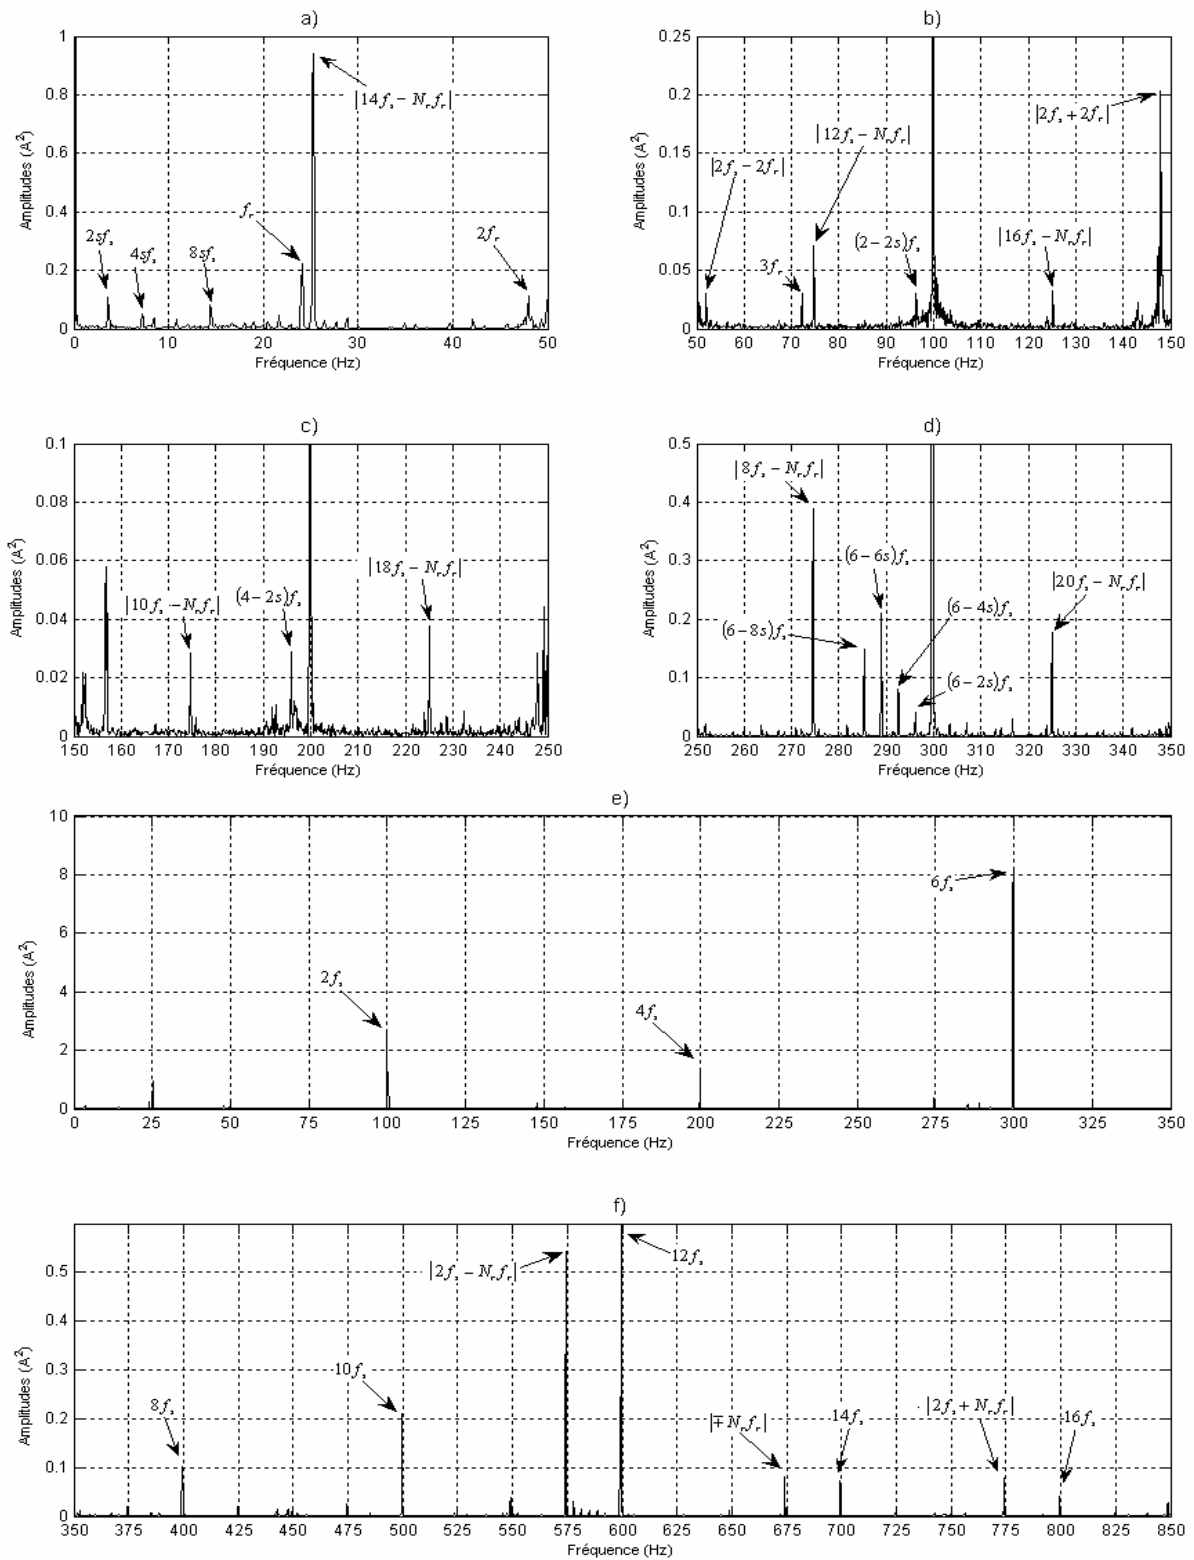 a)
Amplitudes (A²)
1
0.8
0.6
0.4
0.2
0
|14fₛ − Nᵣfᵣ|
fᵣ
2sfₛ
4sfₛ
8sfₛ
2fᵣ
0 10 20 30 40 50
Fréquence (Hz)
b)
Amplitudes (A²)
0.25
0.2
0.15
0.1
0.05
0
|2fₛ + 2fᵣ|
|12fₛ − Nᵣfᵣ|
|2fₛ − 2fᵣ|
3fᵣ
(2 − 2s)fₛ
|16fₛ − Nᵣfᵣ|
50 60 70 80 90 100 110 120 130 140 150
Fréquence (Hz)
c)
Amplitudes (A²)
0.1
0.08
0.06
0.04
0.02
0
|10fₛ − Nᵣfᵣ|
(4 − 2s)fₛ
|18fₛ − Nᵣfᵣ|
150 160 170 180 190 200 210 220 230 240 250
Fréquence (Hz)
d)
Amplitudes (A²)
0.5
0.4
0.3
0.2
0.1
0
|8fₛ − Nᵣfᵣ|
(6 − 6s)fₛ
(6 − 8s)fₛ
(6 − 4s)fₛ
(6 − 2s)fₛ
|20fₛ − Nᵣfᵣ|
250 260 270 280 290 300 310 320 330 340 350
Fréquence (Hz)
e)
Amplitudes (A²)
10
8
6
4
2
0
2fₛ
4fₛ
6fₛ
0 25 50 75 100 125 150 175 200 225 250 275 300 325 350
Fréquence (Hz)
f)
Amplitudes (A²)
0.5
0.4
0.3
0.2
0.1
0
8fₛ
10fₛ
|2fₛ − Nᵣfᵣ|
12fₛ
|∓ Nᵣfᵣ|
14fₛ
|2fₛ + Nᵣfᵣ|
16fₛ
350 375 400 425 450 475 500 525 550 575 600 625 650 675 700 725 750 775 800 825 850
Fréquence (Hz)